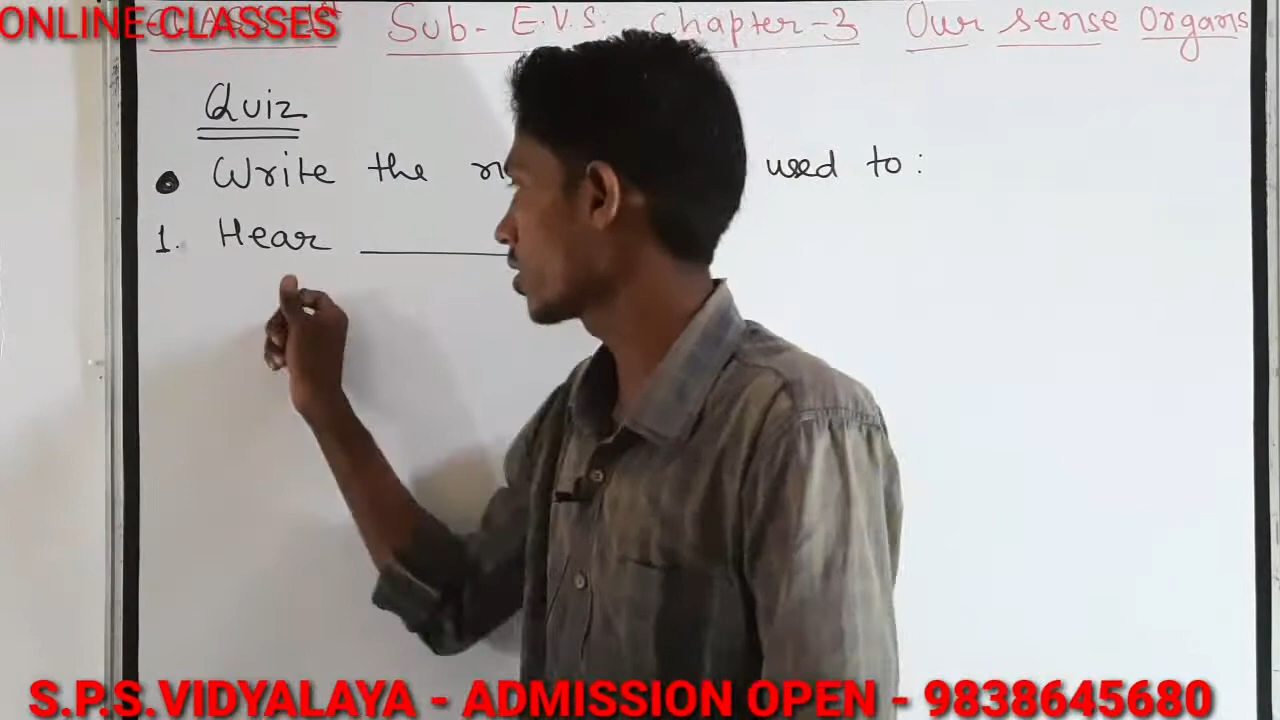 ONLINE CLASSES Sub- E.V.S. Chapter-3 Our sense Organs
Quiz
• Write the used to:
1. Hear
S.P.S.VIDYALAYA - ADMISSION OPEN - 9838645680